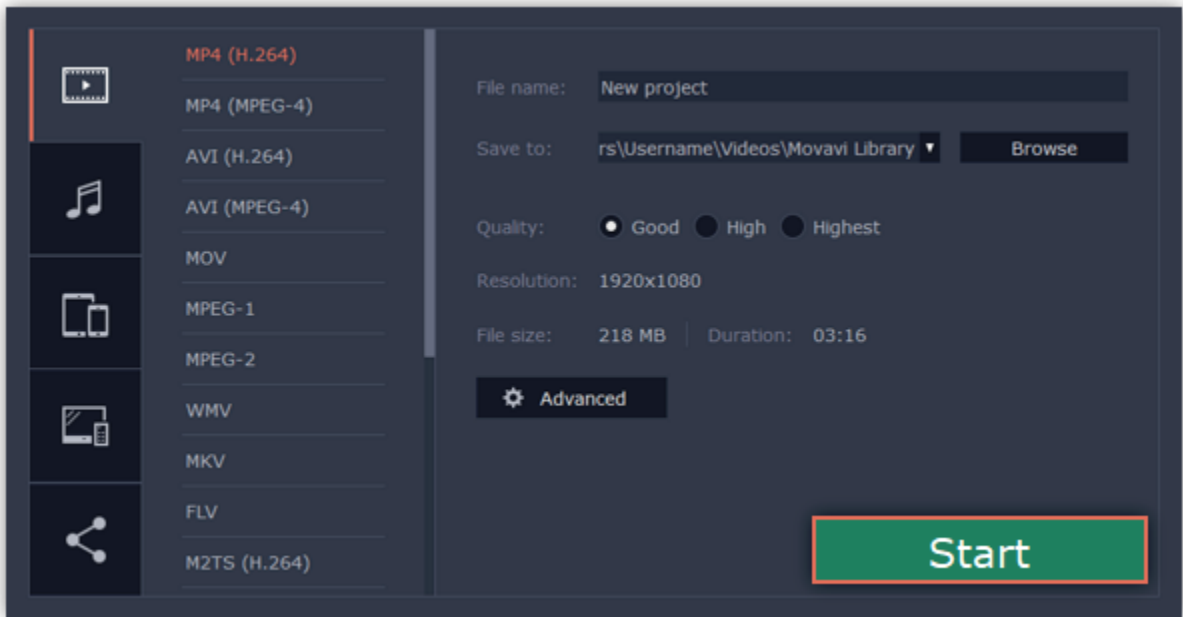 MP4 (H.264)
MP4 (MPEG-4)
AVI (H.264)
AVI (MPEG-4)
MOV
MPEG-1
MPEG-2
WMV
MKV
FLV
M2TS (H.264)
File name: New project
Save to: rs\Username\Videos\Movavi Library Browse
Quality: Good High Highest
Resolution: 1920x1080
File size: 218 MB Duration: 03:16
Advanced
Start